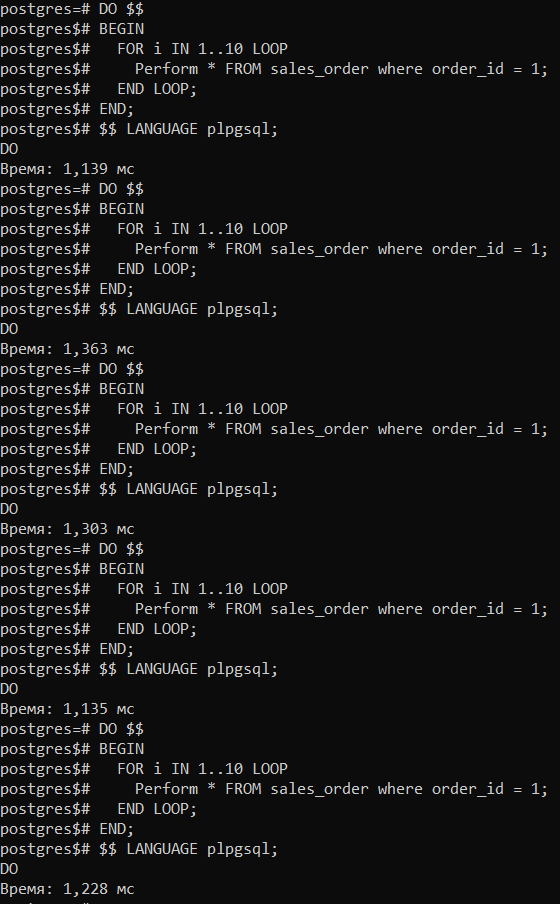 postgres=# DO $$
postgres$# BEGIN
postgres$#   FOR i IN 1..10 LOOP
postgres$#     Perform * FROM sales_order where order_id = 1;
postgres$#   END LOOP;
postgres$# END;
postgres$# $$ LANGUAGE plpgsql;
DO
Время: 1,139 мс
postgres=# DO $$
postgres$# BEGIN
postgres$#   FOR i IN 1..10 LOOP
postgres$#     Perform * FROM sales_order where order_id = 1;
postgres$#   END LOOP;
postgres$# END;
postgres$# $$ LANGUAGE plpgsql;
DO
Время: 1,363 мс
postgres=# DO $$
postgres$# BEGIN
postgres$#   FOR i IN 1..10 LOOP
postgres$#     Perform * FROM sales_order where order_id = 1;
postgres$#   END LOOP;
postgres$# END;
postgres$# $$ LANGUAGE plpgsql;
DO
Время: 1,303 мс
postgres=# DO $$
postgres$# BEGIN
postgres$#   FOR i IN 1..10 LOOP
postgres$#     Perform * FROM sales_order where order_id = 1;
postgres$#   END LOOP;
postgres$# END;
postgres$# $$ LANGUAGE plpgsql;
DO
Время: 1,135 мс
postgres=# DO $$
postgres$# BEGIN
postgres$#   FOR i IN 1..10 LOOP
postgres$#     Perform * FROM sales_order where order_id = 1;
postgres$#   END LOOP;
postgres$# END;
postgres$# $$ LANGUAGE plpgsql;
DO
Время: 1,228 мс